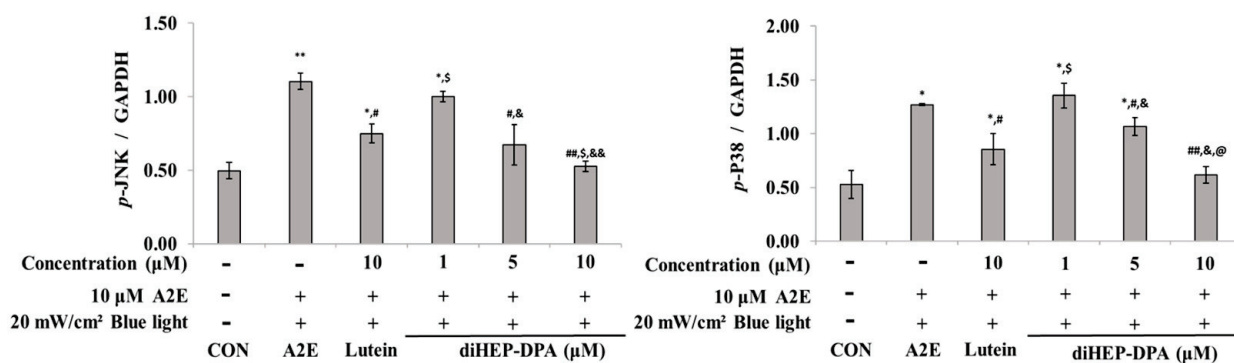 p-JNK / GAPDH
1.50
1.00
0.50
0.00
**
*,#
*,$
#,&
##,$,&&
Concentration (µM) - - 10 1 5 10
10 µM A2E - + + + + +
20 mW/cm² Blue light - + + + + +
CON A2E Lutein diHEP-DPA (µM)
p-P38 / GAPDH
2.00
1.50
1.00
0.50
0.00
*
*,#
*,$
*,#,&
##,&,@
Concentration (µM) - - 10 1 5 10
10 µM A2E - + + + + +
20 mW/cm² Blue light - + + + + +
CON A2E Lutein diHEP-DPA (µM)